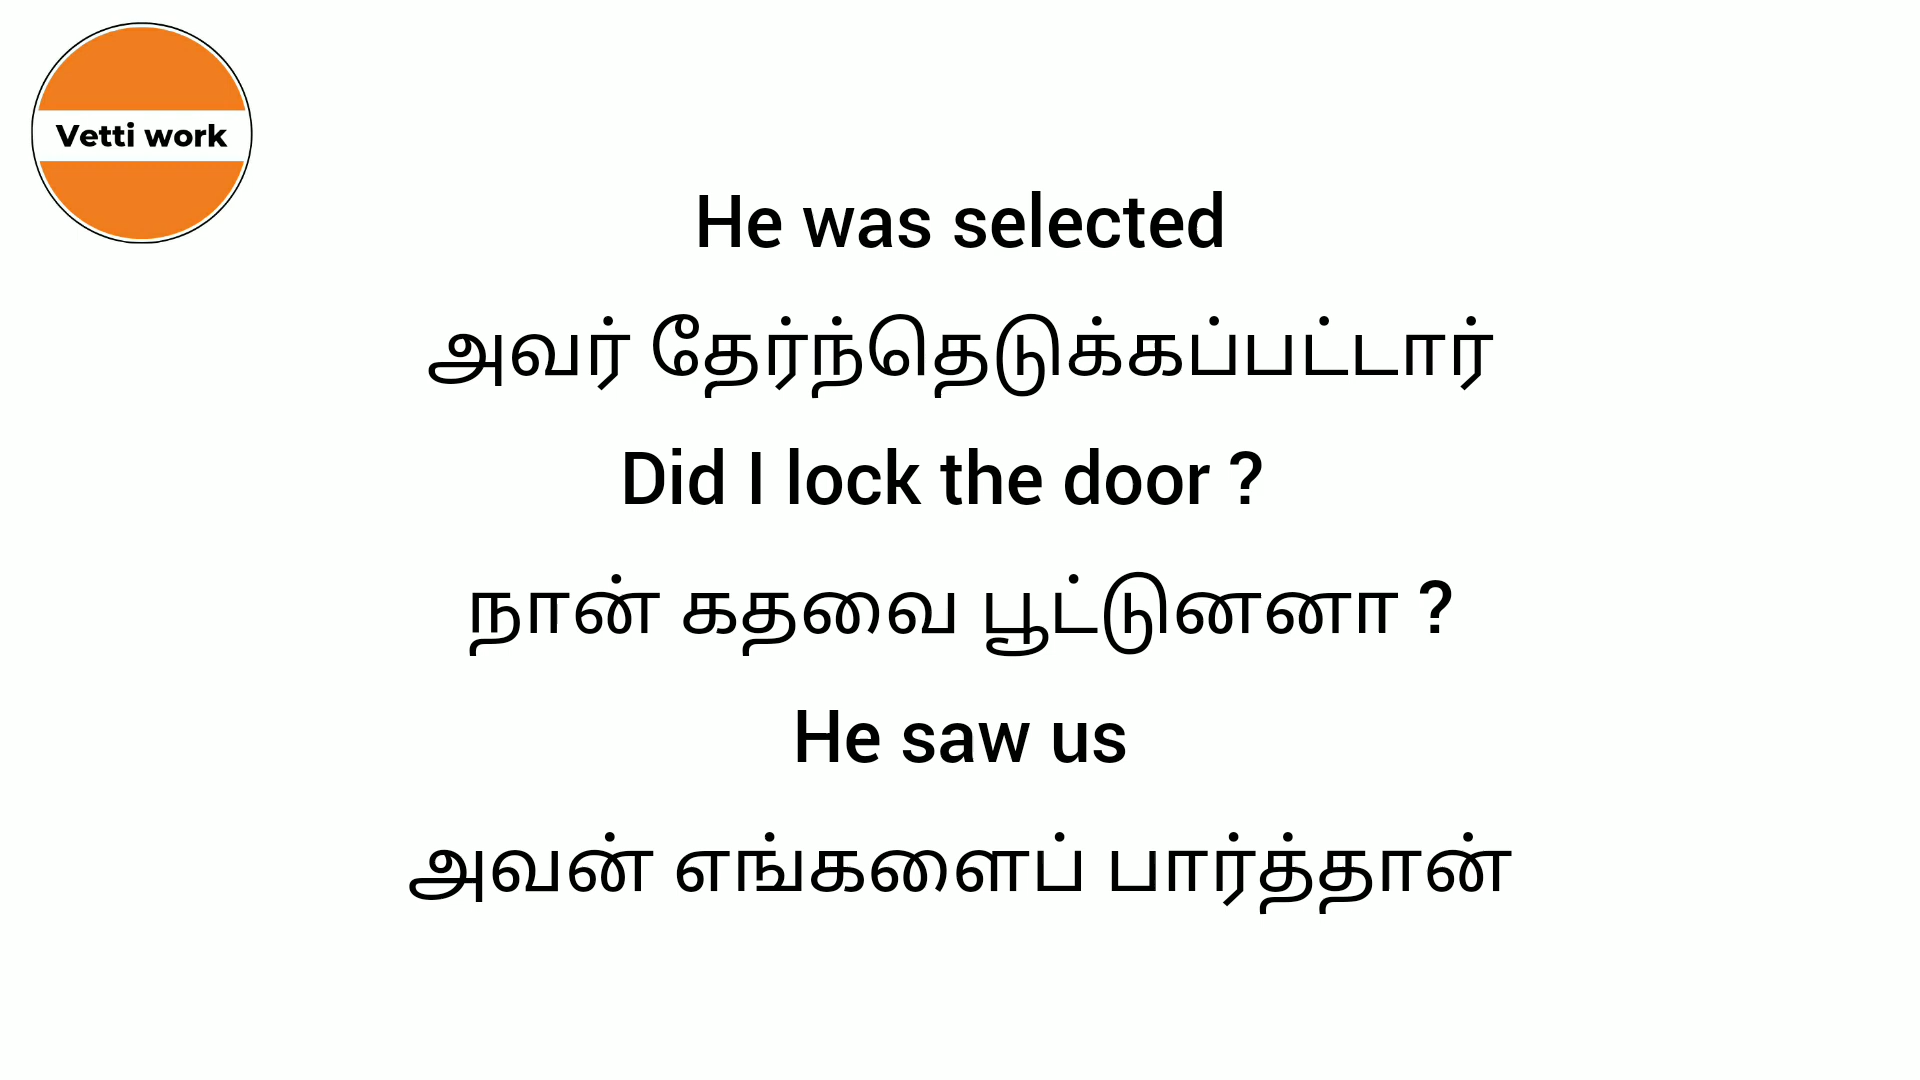 Vetti work
He was selected
அவர் தேர்ந்தெடுக்கப்பட்டார்
Did I lock the door ?
நான் கதவை பூட்டுனனா ?
He saw us
அவன் எங்களைப் பார்த்தான்